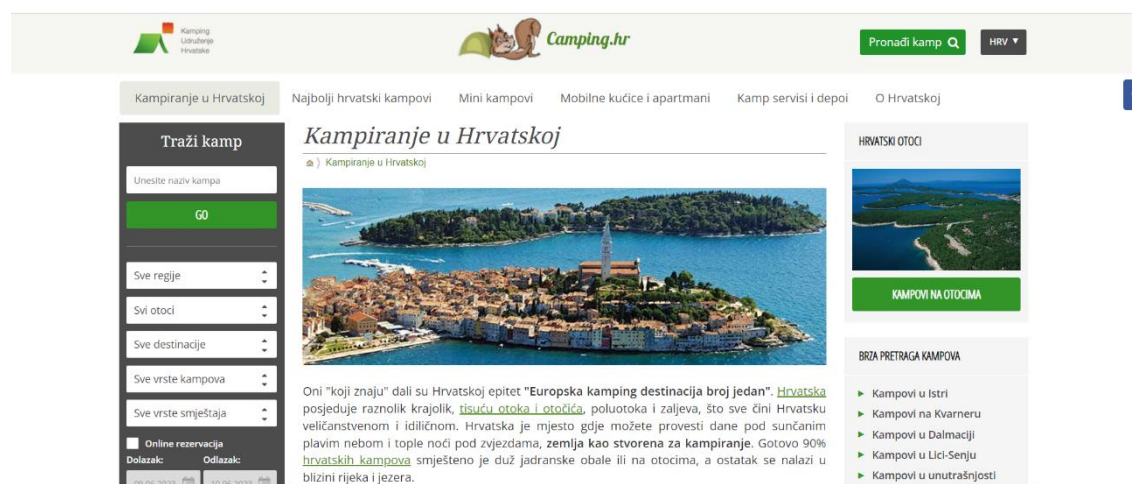 Kamping
Udruženje
Hrvatske
Camping.hr
Pronađi kamp
HRV
Kampiranje u Hrvatskoj
Najbolji hrvatski kampovi
Mini kampovi
Mobilne kućice i apartmani
Kamp servisi i depoi
O Hrvatskoj
Traži kamp
Unesite naziv kampa
GO
Sve regije
Svi otoci
Sve destinacije
Sve vrste kampova
Sve vrste smještaja
Online rezervacija
Dolazak: Odlazak:
09.06.2023 10.06.2023
Kampiranje u Hrvatskoj
Kampiranje u Hrvatskoj
Oni "koji znaju" dali su Hrvatskoj epitet "Europska kamping destinacija broj jedan". Hrvatska
posjeduje raznolik krajolik, tisuću otoka i otočića, poluotoka i zaljeva, što sve čini Hrvatsku
veličanstvenom i idiličnom. Hrvatska je mjesto gdje možete provesti dane pod sunčanim
plavim nebom i tople noći pod zvjezdama, zemlja kao stvorena za kampiranje. Gotovo 90%
hrvatskih kampova smješteno je duž jadranske obale ili na otocima, a ostatak se nalazi u
blizini rijeka i jezera.
HRVATSKI OTOCI
KAMPOVI NA OTOCIMA
BRZA PRETRAGA KAMPOVA
Kampovi u Istri
Kampovi na Kvarneru
Kampovi u Dalmaciji
Kampovi u Lici-Senju
Kampovi u unutrašnjosti